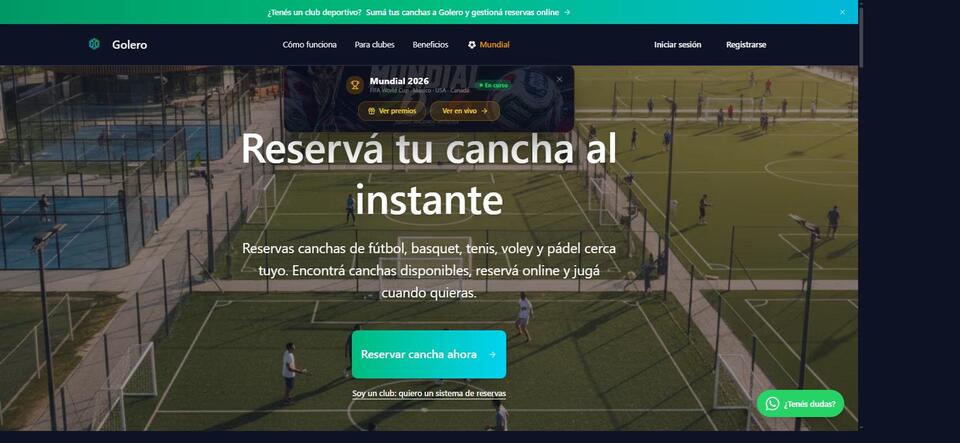 ¿Tenés un club deportivo? Sumá tus canchas a Golero y gestioná reservas online →
Golero
Cómo funciona
Para clubes
Beneficios
Mundial
Iniciar sesión
Registrarse
MUNDIAL
Mundial 2026
FIFA World Cup · México · USA · Canada
En curso
Ver premios
Ver en vivo →
Reservá tu cancha al
instante
Reservas canchas de fútbol, basquet, tenis, voley y pádel cerca
tuyo. Encontrá canchas disponibles, reservá online y jugá
cuando quieras.
Reservar cancha ahora →
Soy un club: quiero un sistema de reservas
¿Tenés dudas?